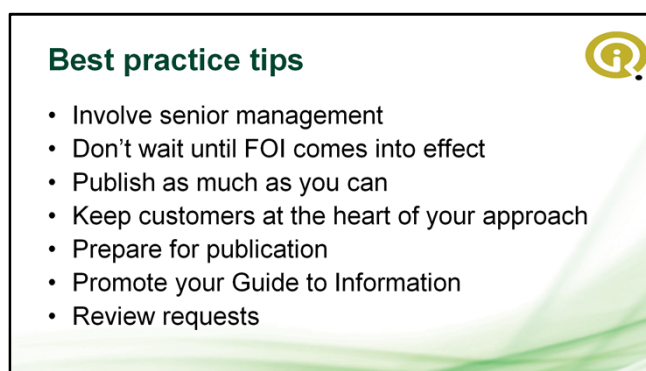 Best practice tips
• Involve senior management
• Don’t wait until FOI comes into effect
• Publish as much as you can
• Keep customers at the heart of your approach
• Prepare for publication
• Promote your Guide to Information
• Review requests